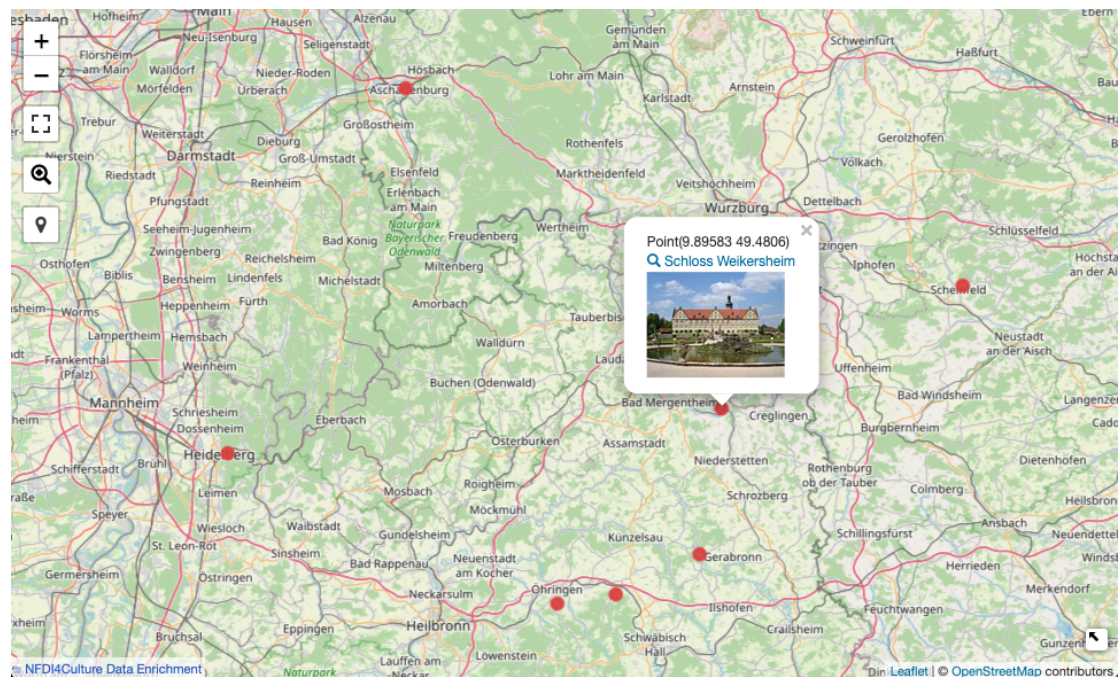 Hofheim
Main
Hausen
Alzenau
Gemünden
am Main
Ebern
Neu-Isenburg
Seligenstadt
Schweinfurt
Haßfurt
+
−
Flörsheim
am Main
Walldorf
Mörfelden
Nieder-Roden
Urberach
Hösbach
Lohr am Main
Karlstadt
Arnstein
Großostheim
Trebur
Weiterstadt
Dieburg
Rothenfels
Gerolzhofen
Darmstadt
Groß-Umstadt
Nierstein
Riedstadt
Reinheim
Elsenfeld
Marktheidenfeld
Volkach
Veitshöchheim
Pfungstadt
Erlenbach
am Main
Dettelbach
Würzburg
Seeheim-Jugenheim
Bad König
Naturpark
Bayerischer
Odenwald
Freudenberg
Wertheim
Schlüsselfeld
Zwingenberg
Osthofen
Biblis
Bensheim
Reichelsheim
Lindenfels
Michelstadt
Miltenberg
Point(9.89583 49.4806)
Schloss Weikersheim
Iphofen
Scheinfeld
Fürth
Worms
Heppenheim
Amorbach
Lampertheim
Hemsbach
Walldürn
Neustadt
an der Aisch
Frankenthal
(Pfalz)
Weinheim
Uffenheim
Buchen (Odenwald)
Mannheim
Schriesheim
Dossenheim
Eberbach
Bad Mergentheim
Creglingen
Bad Windsheim
Burgbernheim
Osterburken
Assamstadt
Heidelberg
Schifferstadt
Brühl
Niederstetten
Dietenhofen
Rothenburg
ob der Tauber
Leimen
Mosbach
Roigheim
Möckmühl
Schrozberg
Colmberg
Speyer
Wiesloch
Waibstadt
Gundelsheim
Künzelsau
Ansbach
Schillingsfürst
St. Leon-Rot
Sinsheim
Bad Rappenau
Neuenstadt
am Kocher
Gerabronn
Herrieden
Germersheim
Östringen
Neckarsulm
Öhringen
Ilshofen
Feuchtwangen
Merkendorf
Eppingen
Heilbronn
Crailsheim
Bruchsal
Schwäbisch
Hall
Löwenstein
Lauffen am
Neckar
Naturpark
NFDI4Culture Data Enrichment
Leaflet | © OpenStreetMap contributors